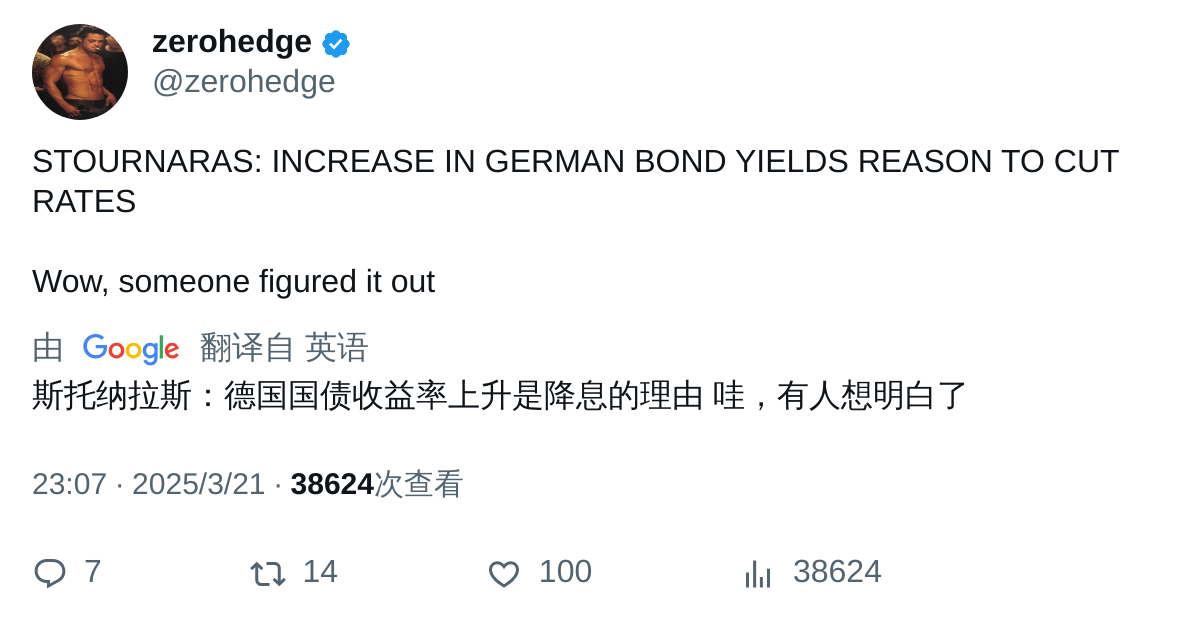 zerohedge
@zerohedge
STOURNARAS: INCREASE IN GERMAN BOND YIELDS REASON TO CUT
RATES
Wow, someone figured it out
由 Google 翻译自 英语
斯托纳拉斯：德国国债收益率上升是降息的理由 哇，有人想明白了
23:07 · 2025/3/21 · 38624次查看
7 14 100 38624